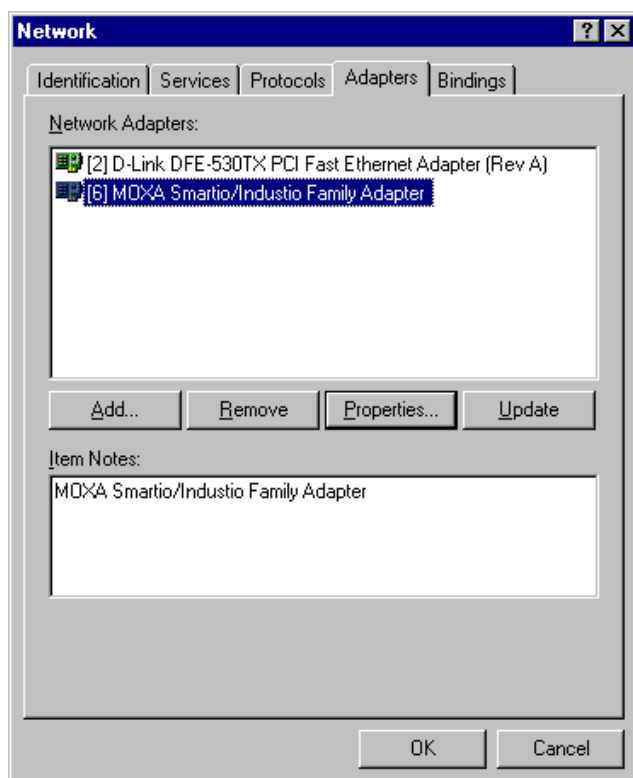 Network
Identification Services Protocols Adapters Bindings
Network Adapters:
[2] D-Link DFE-530TX PCI Fast Ethernet Adapter (Rev A)
[6] MOXA Smartio/Industio Family Adapter
Add... Remove Properties... Update
Item Notes:
MOXA Smartio/Industio Family Adapter
OK Cancel